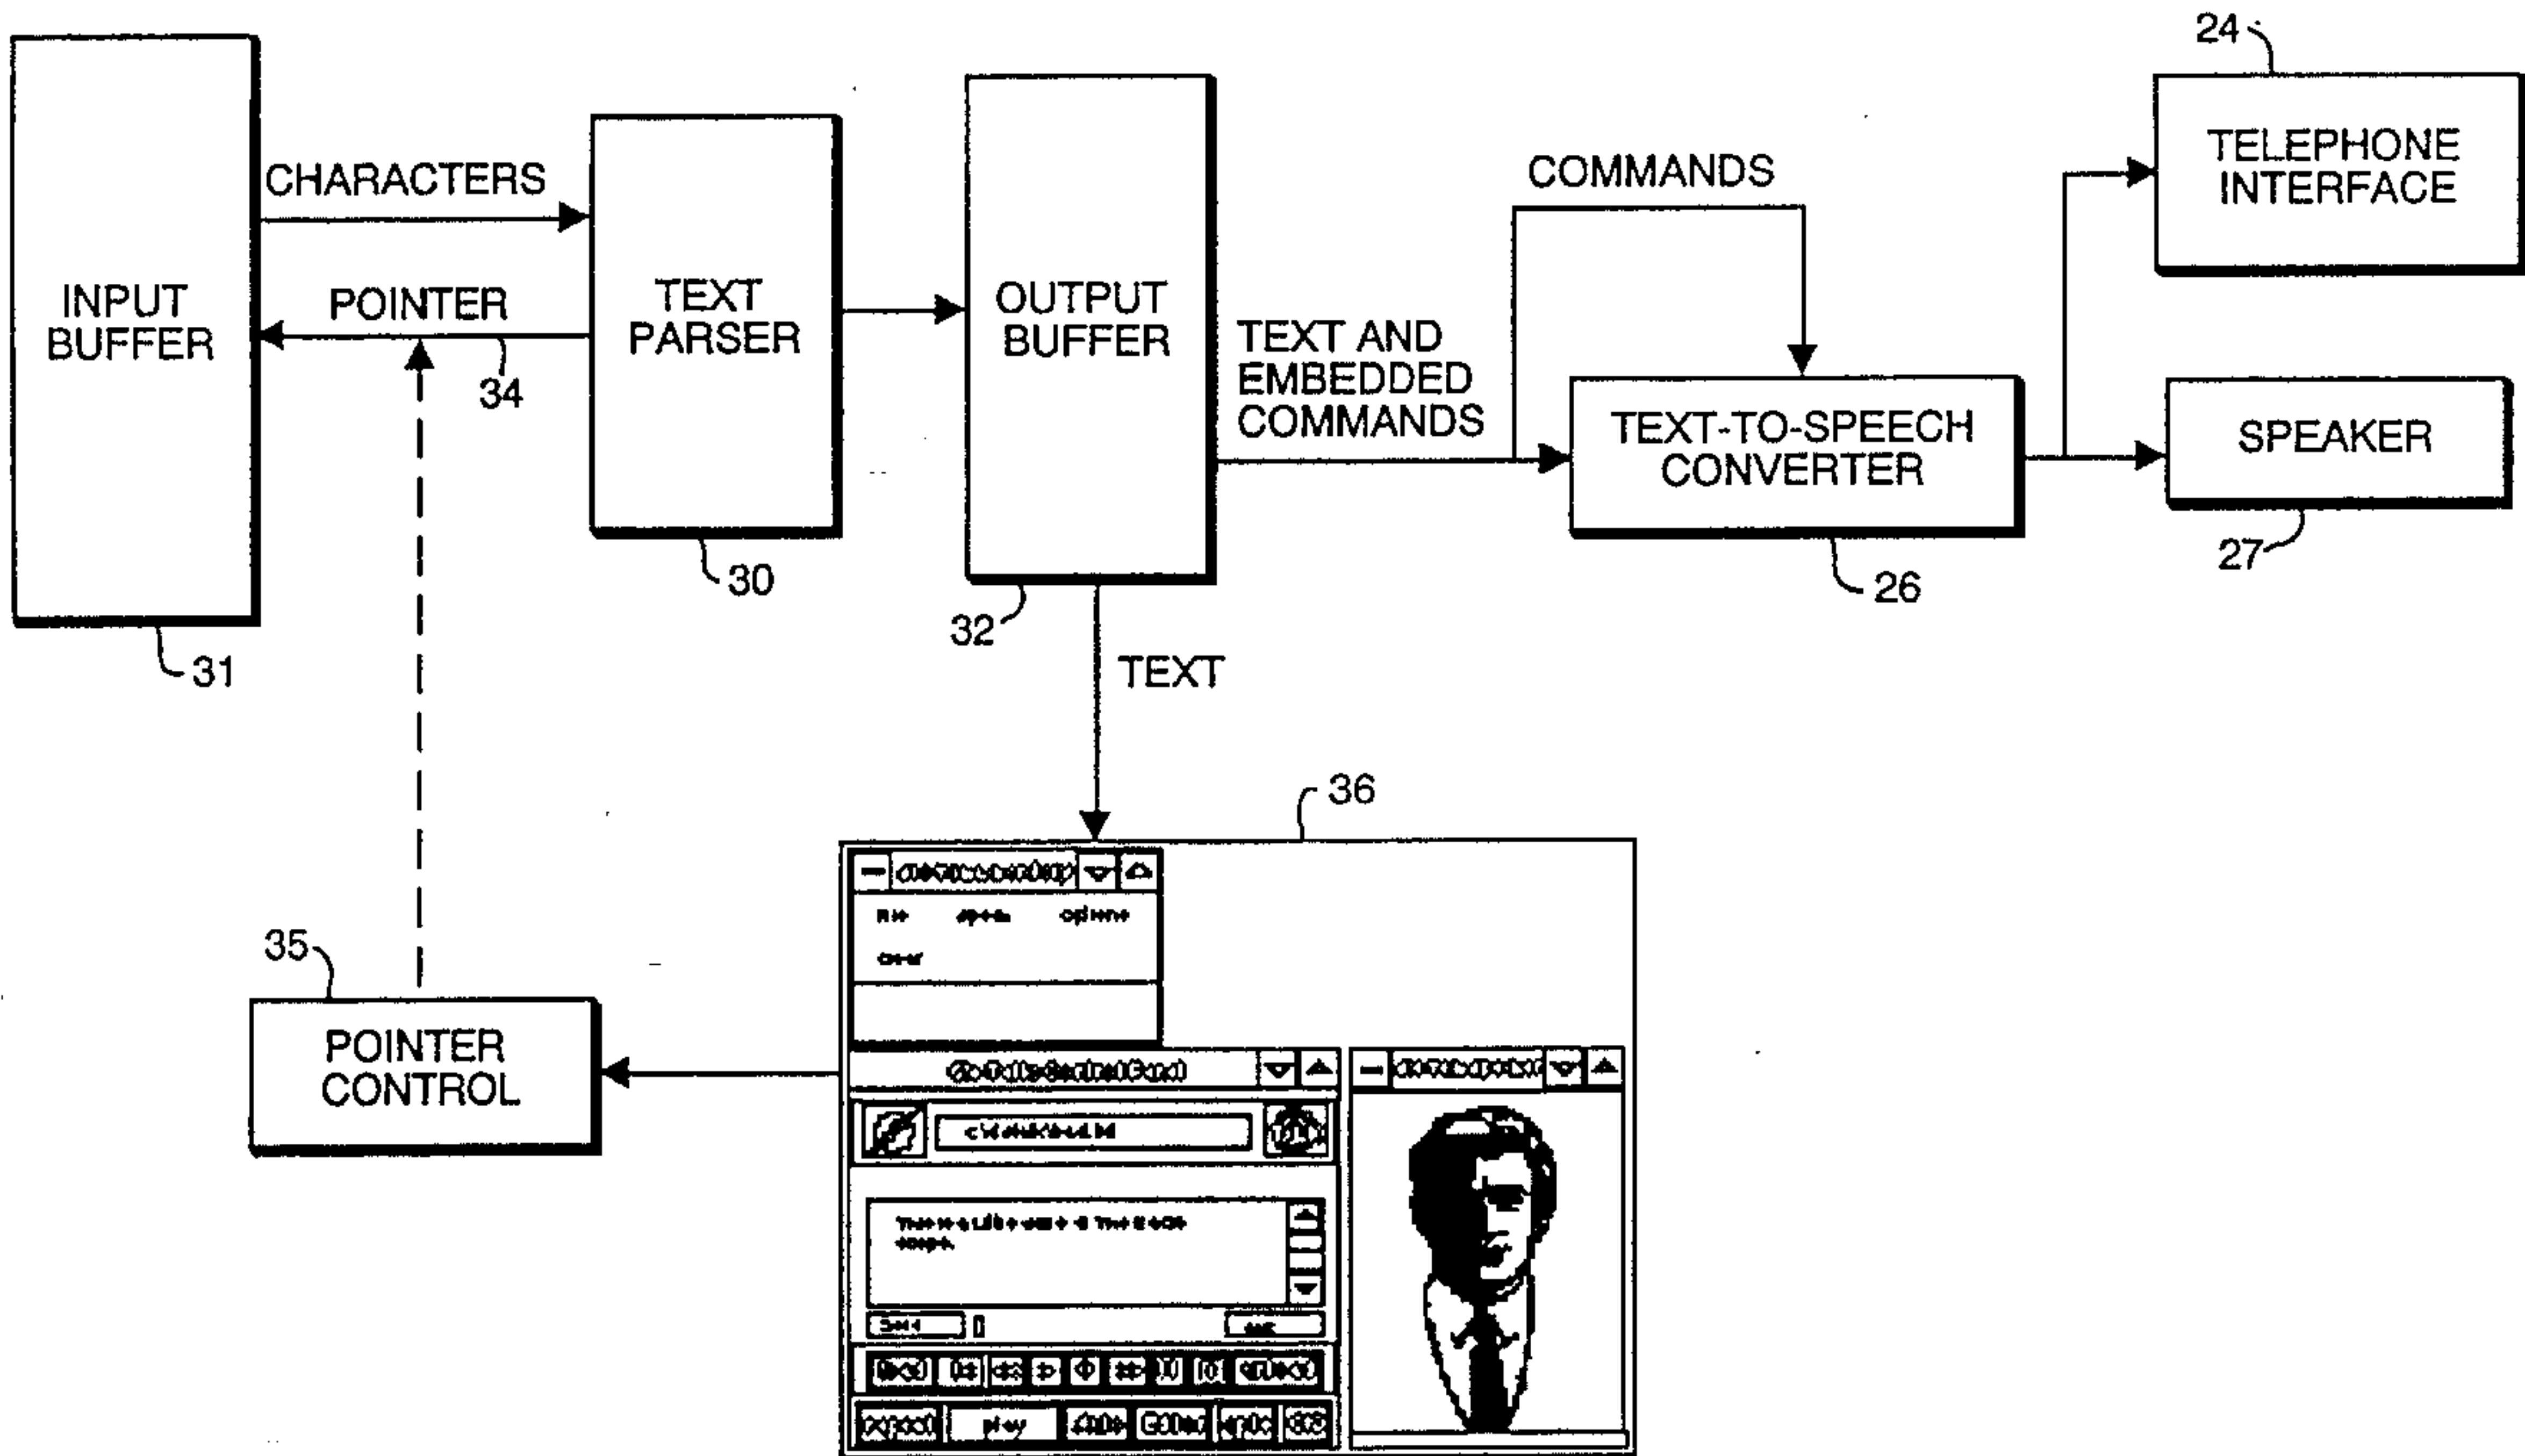 24
TELEPHONE
INTERFACE
COMMANDS
CHARACTERS
INPUT
BUFFER
POINTER
34
TEXT
PARSER
OUTPUT
BUFFER
TEXT AND
EMBEDDED
COMMANDS
TEXT-TO-SPEECH
CONVERTER
SPEAKER
27
30
26
32
31
TEXT
36
35
POINTER
CONTROL
play